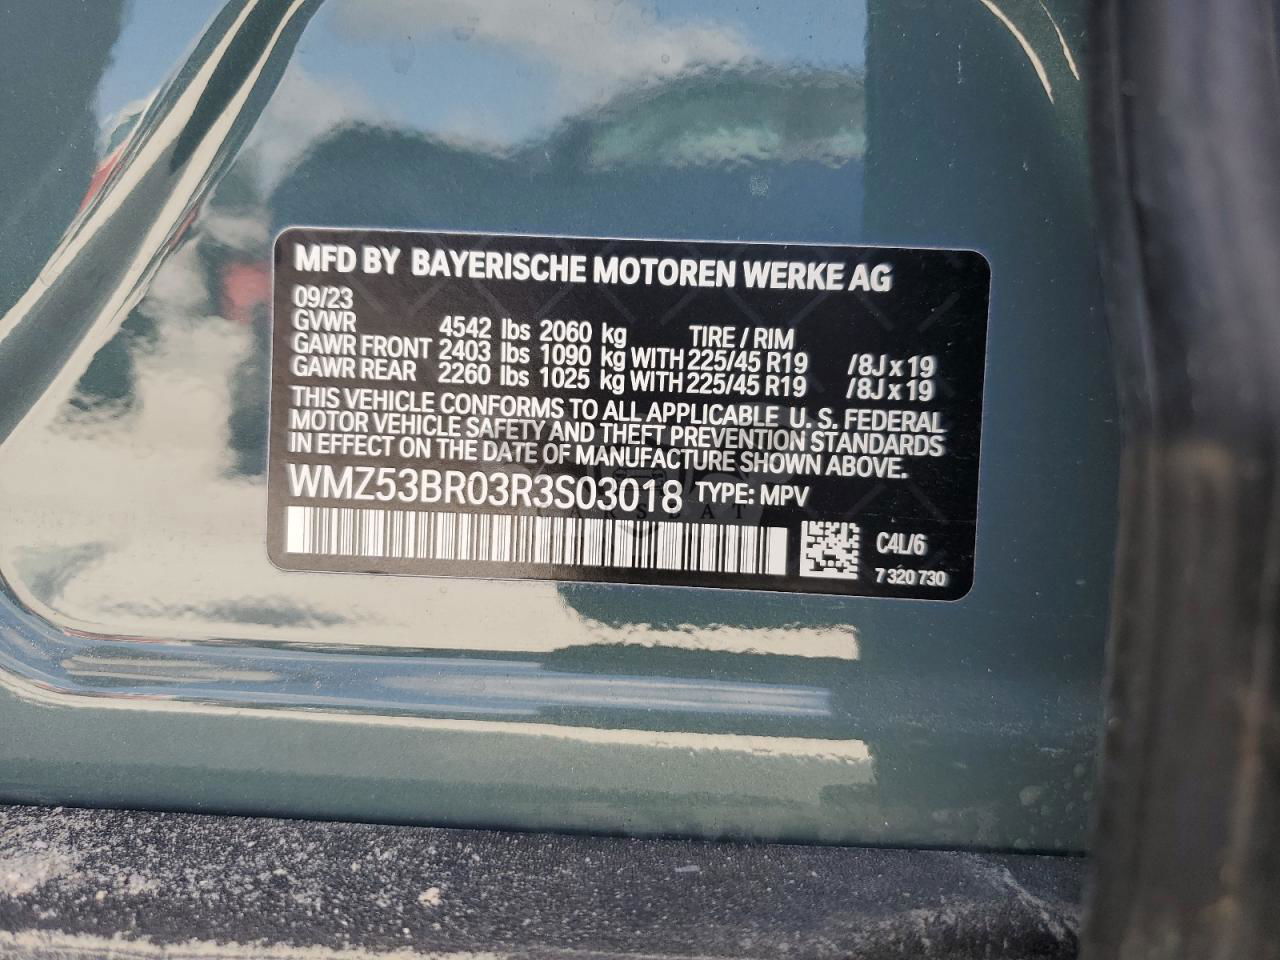 MFD BY BAYERISCHE MOTOREN WERKE AG
09/23
GVWR 4542 lbs 2060 kg TIRE / RIM
GAWR FRONT 2403 lbs 1090 kg WITH 225/45 R19 /8J x 19
GAWR REAR 2260 lbs 1025 kg WITH 225/45 R19 /8J x 19
THIS VEHICLE CONFORMS TO ALL APPLICABLE U. S. FEDERAL
MOTOR VEHICLE SAFETY AND THEFT PREVENTION STANDARDS
IN EFFECT ON THE DATE OF MANUFACTURE SHOWN ABOVE.
WMZ53BR03R3S03018 TYPE: MPV
C4L/6
7 320 730